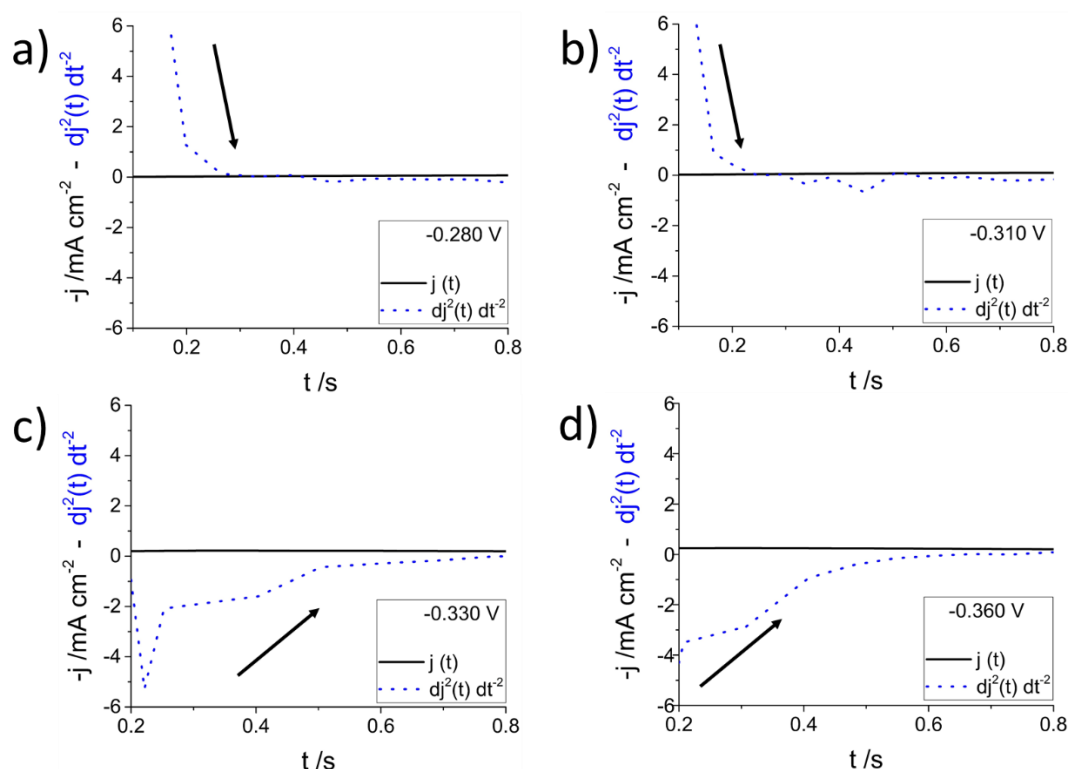 a)
-j /mA cm⁻² - dj²(t) dt⁻²
6
4
2
0
-2
-4
-6
-0.280 V
j (t)
dj²(t) dt⁻²
0.2 0.4 0.6 0.8
t /s
b)
-j /mA cm⁻² - dj²(t) dt⁻²
6
4
2
0
-2
-4
-6
-0.310 V
j (t)
dj²(t) dt⁻²
0.2 0.4 0.6 0.8
t /s
c)
-j /mA cm⁻² - dj²(t) dt⁻²
6
4
2
0
-2
-4
-6
-0.330 V
j (t)
dj²(t) dt⁻²
0.2 0.4 0.6 0.8
t /s
d)
-j /mA cm⁻² - dj²(t) dt⁻²
6
4
2
0
-2
-4
-6
-0.360 V
j (t)
dj²(t) dt⁻²
0.2 0.4 0.6 0.8
t /s